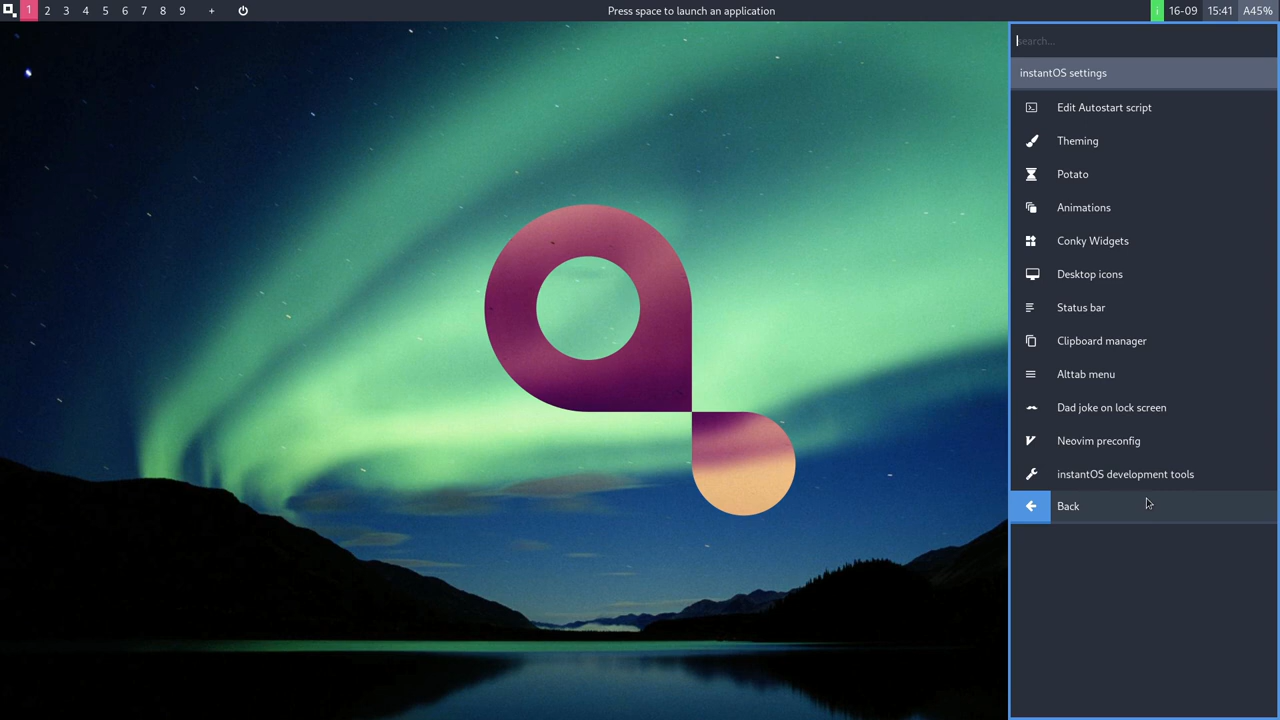 1 2 3 4 5 6 7 8 9 + Press space to launch an application i 16-09 15:41 A45%
search...
instantOS settings
Edit Autostart script
Theming
Potato
Animations
Conky Widgets
Desktop icons
Status bar
Clipboard manager
Alttab menu
Dad joke on lock screen
Neovim preconfig
instantOS development tools
Back